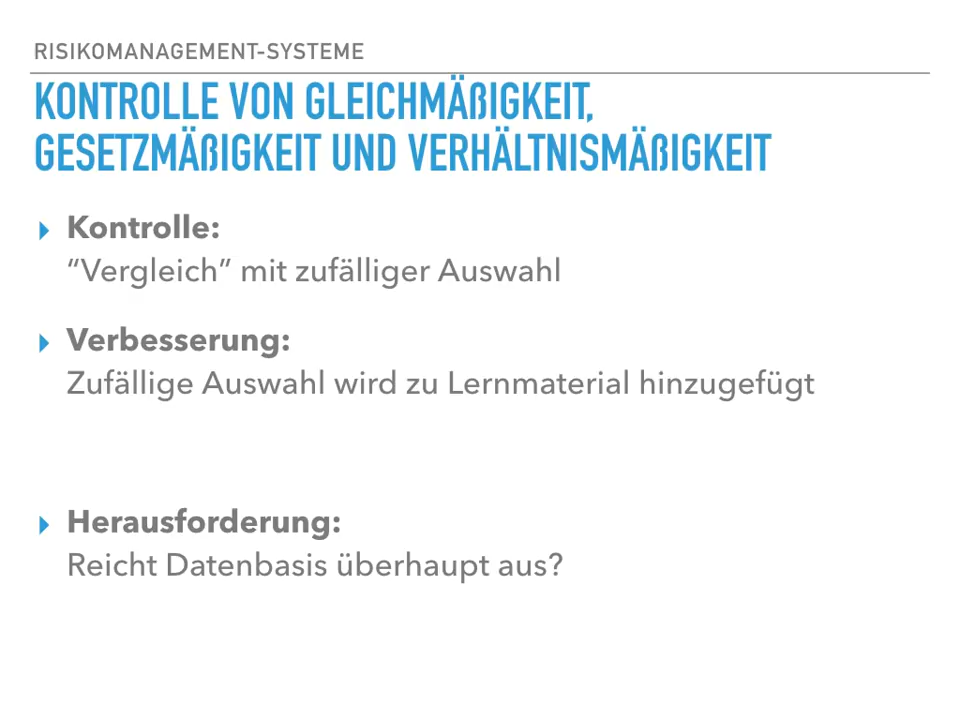 RISIKOMANAGEMENT-SYSTEME
KONTROLLE VON GLEICHMÄßIGKEIT,
GESETZMÄßIGKEIT UND VERHÄLTNISMÄßIGKEIT
▸ Kontrolle:
“Vergleich” mit zufälliger Auswahl
▸ Verbesserung:
Zufällige Auswahl wird zu Lernmaterial hinzugefügt
▸ Herausforderung:
Reicht Datenbasis überhaupt aus?